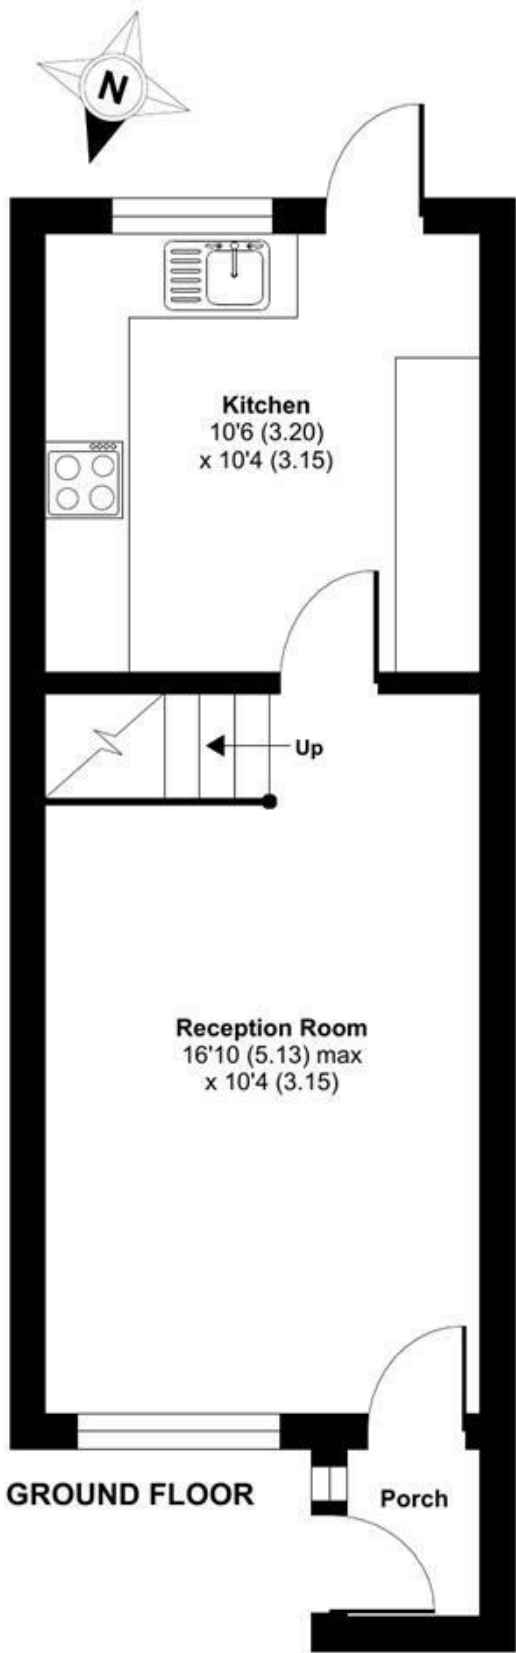 N
Kitchen
10'6 (3.20)
x 10'4 (3.15)
Up
Reception Room
16'10 (5.13) max
x 10'4 (3.15)
GROUND FLOOR
Porch